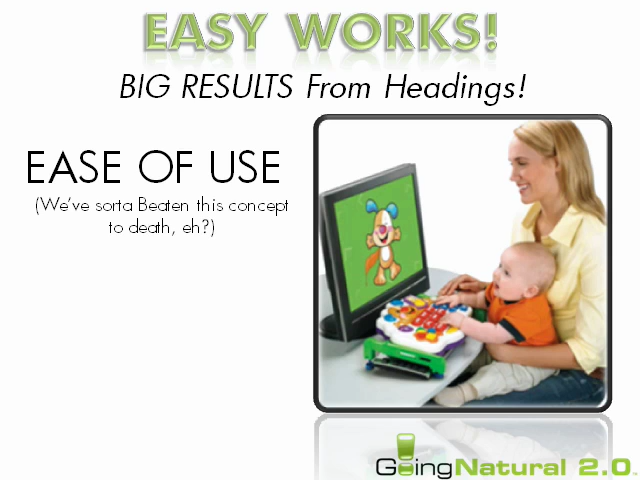 EASY WORKS!
BIG RESULTS From Headings!
EASE OF USE
(We've sorta Beaten this concept
to death, eh?)
GoingNatural 2.0